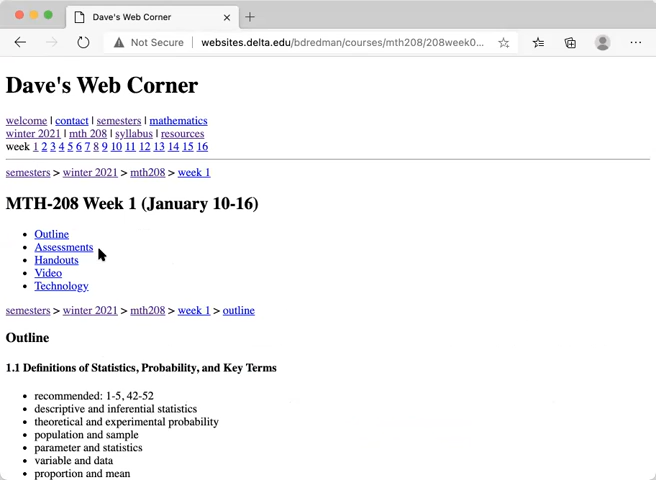 Dave's Web Corner
Not Secure | websites.delta.edu/bdredman/courses/mth208/208week0...
Dave's Web Corner
welcome | contact | semesters | mathematics
winter 2021 | mth 208 | syllabus | resources
week 1 2 3 4 5 6 7 8 9 10 11 12 13 14 15 16
semesters > winter 2021 > mth208 > week 1
MTH-208 Week 1 (January 10-16)
• Outline
• Assessments
• Handouts
• Video
• Technology
semesters > winter 2021 > mth208 > week 1 > outline
Outline
1.1 Definitions of Statistics, Probability, and Key Terms
• recommended: 1-5, 42-52
• descriptive and inferential statistics
• theoretical and experimental probability
• population and sample
• parameter and statistics
• variable and data
• proportion and mean